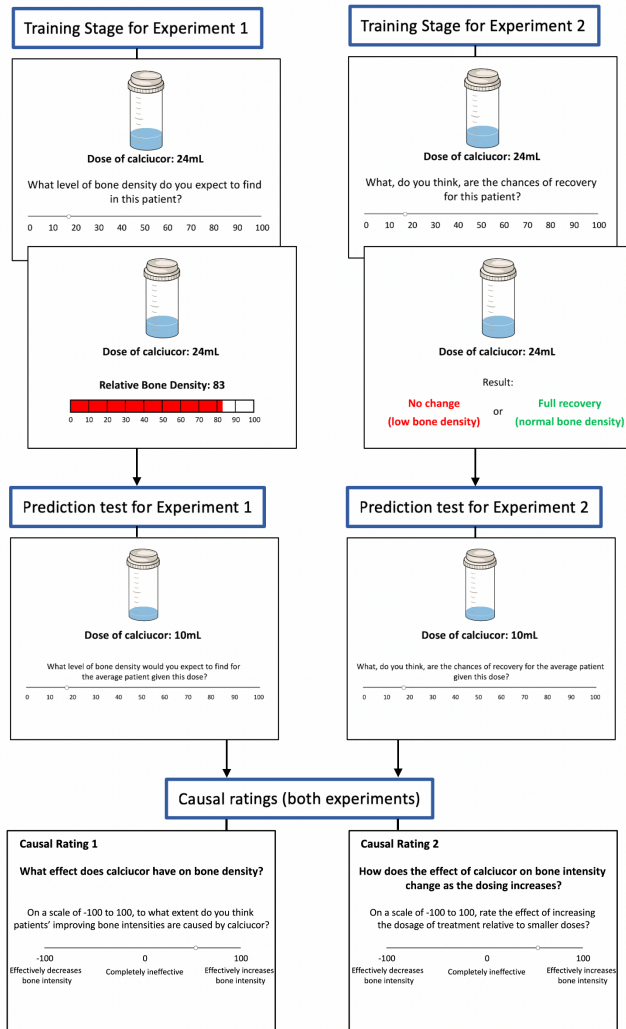 Training Stage for Experiment 1
Dose of calciucor: 24mL
What level of bone density do you expect to find
in this patient?
0 10 20 30 40 50 60 70 80 90 100
Dose of calciucor: 24mL
Relative Bone Density: 83
0 10 20 30 40 50 60 70 80 90 100
Prediction test for Experiment 1
Dose of calciucor: 10mL
What level of bone density would you expect to find for
the average patient given this dose?
0 10 20 30 40 50 60 70 80 90 100
Training Stage for Experiment 2
Dose of calciucor: 24mL
What, do you think, are the chances of recovery
for this patient?
0 10 20 30 40 50 60 70 80 90 100
Dose of calciucor: 24mL
Result:
No change
(low bone density)
or
Full recovery
(normal bone density)
Prediction test for Experiment 2
Dose of calciucor: 10mL
What, do you think, are the chances of recovery for the average patient
given this dose?
0 10 20 30 40 50 60 70 80 90 100
Causal ratings (both experiments)
Causal Rating 1
What effect does calciucor have on bone density?
On a scale of -100 to 100, to what extent do you think
patients' improving bone intensities are caused by calciucor?
-100 0 100
Effectively decreases
bone intensity
Completely ineffective
Effectively increases
bone intensity
Causal Rating 2
How does the effect of calciucor on bone intensity
change as the dosing increases?
On a scale of -100 to 100, rate the effect of increasing
the dosage of treatment relative to smaller doses?
-100 0 100
Effectively decreases
bone intensity
Completely ineffective
Effectively increases
bone intensity